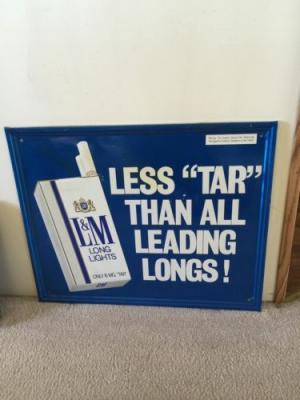 LESS “TAR”
THAN ALL
LEADING
LONGS!
L&M
LONG
LIGHTS